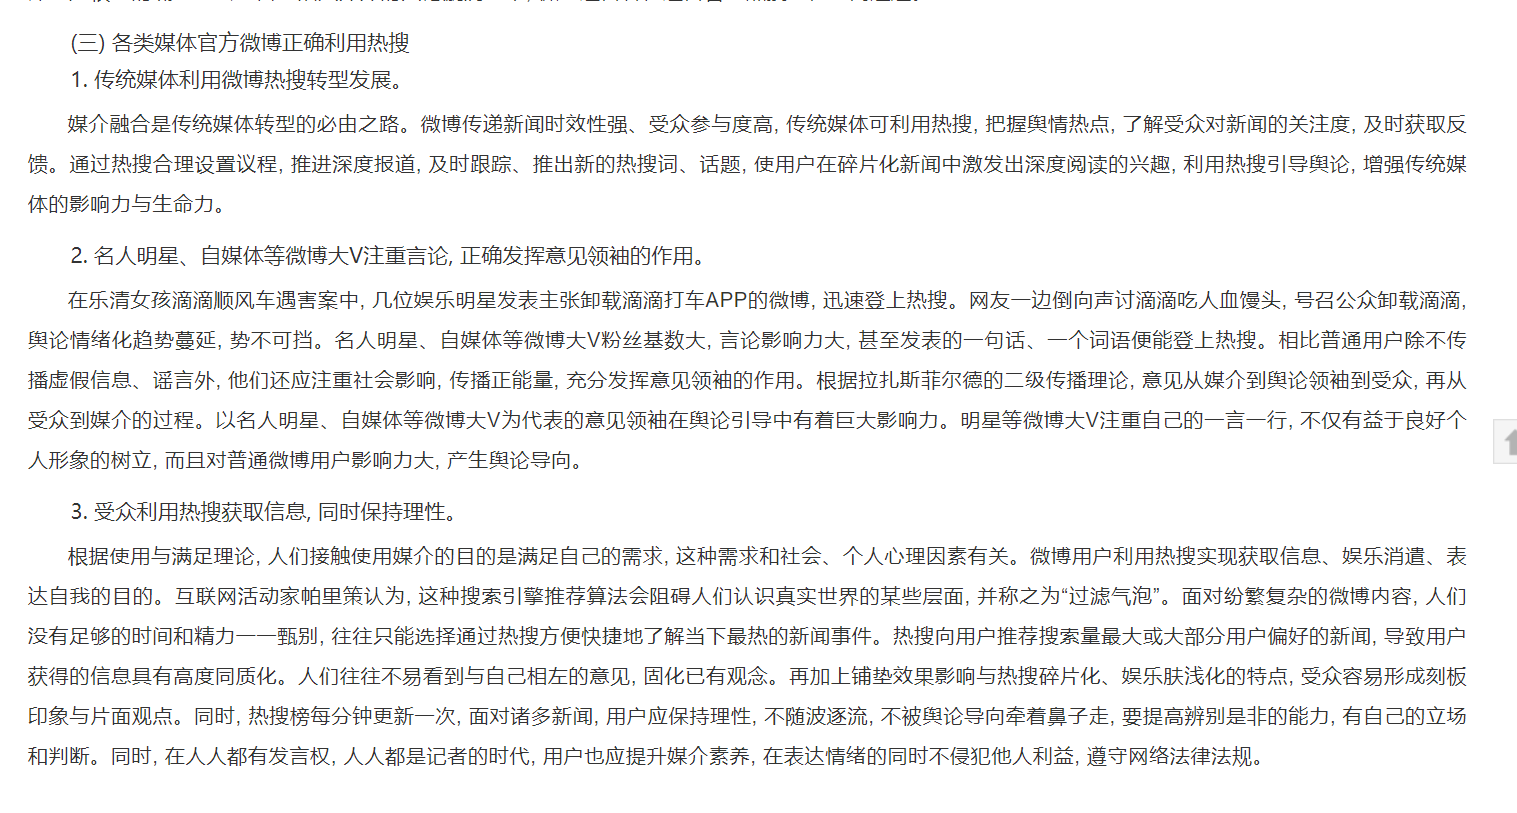 (三) 各类媒体官方微博正确利用热搜
1. 传统媒体利用微博热搜转型发展。
媒介融合是传统媒体转型的必由之路。微博传递新闻时效性强、受众参与度高, 传统媒体可利用热搜, 把握舆情热点, 了解受众对新闻的关注度, 及时获取反
馈。通过热搜合理设置议程, 推进深度报道, 及时跟踪、推出新的热搜词、话题, 使用户在碎片化新闻中激发出深度阅读的兴趣, 利用热搜引导舆论, 增强传统媒
体的影响力与生命力。
2. 名人明星、自媒体等微博大V注重言论, 正确发挥意见领袖的作用。
在乐清女孩滴滴顺风车遇害案中, 几位娱乐明星发表主张卸载滴滴打车APP的微博, 迅速登上热搜。网友一边倒向声讨滴滴吃人血馒头, 号召公众卸载滴滴,
舆论情绪化趋势蔓延, 势不可挡。名人明星、自媒体等微博大V粉丝基数大, 言论影响力大, 甚至发表的一句话、一个词语便能登上热搜。相比普通用户除不传
播虚假信息、谣言外, 他们还应注重社会影响, 传播正能量, 充分发挥意见领袖的作用。根据拉扎斯菲尔德的二级传播理论, 意见从媒介到舆论领袖到受众, 再从
受众到媒介的过程。以名人明星、自媒体等微博大V为代表的意见领袖在舆论引导中有着巨大影响力。明星等微博大V注重自己的一言一行, 不仅有益于良好个
人形象的树立, 而且对普通微博用户影响力大, 产生舆论导向。
3. 受众利用热搜获取信息, 同时保持理性。
根据使用与满足理论, 人们接触使用媒介的目的是满足自己的需求, 这种需求和社会、个人心理因素有关。微博用户利用热搜实现获取信息、娱乐消遣、表
达自我的目的。互联网活动家帕里策认为, 这种搜索引擎推荐算法会阻碍人们认识真实世界的某些层面, 并称之为“过滤气泡”。面对纷繁复杂的微博内容, 人们
没有足够的时间和精力一一甄别, 往往只能选择通过热搜方便快捷地了解当下最热的新闻事件。热搜向用户推荐搜索量最大或大部分用户偏好的新闻, 导致用户
获得的信息具有高度同质化。人们往往不易看到与自己相左的意见, 固化已有观念。再加上铺垫效果影响与热搜碎片化、娱乐肤浅化的特点, 受众容易形成刻板
印象与片面观点。同时, 热搜榜每分钟更新一次, 面对诸多新闻, 用户应保持理性, 不随波逐流, 不被舆论导向牵着鼻子走, 要提高辨别是非的能力, 有自己的立场
和判断。同时, 在人人都有发言权, 人人都是记者的时代, 用户也应提升媒介素养, 在表达情绪的同时不侵犯他人利益, 遵守网络法律法规。